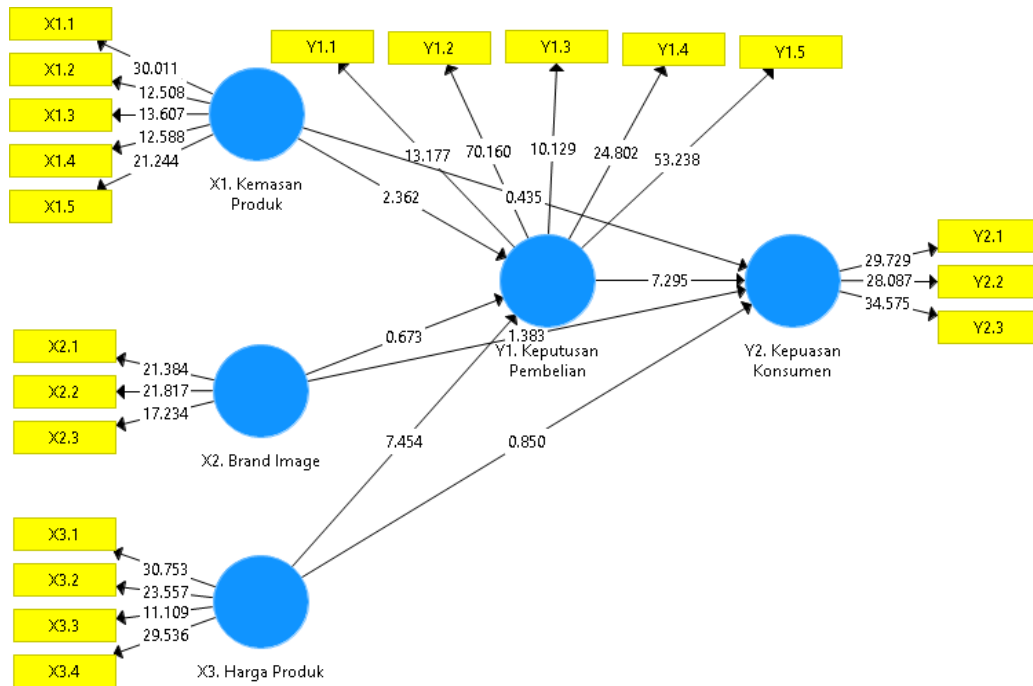 X1.1
X1.2
X1.3
X1.4
X1.5
30.011
12.508
13.607
12.588
21.244
X1. Kemasan
Produk
Y1.1
Y1.2
Y1.3
Y1.4
Y1.5
13.177
70.160
10.129
24.802
53.238
2.362
0.435
Y1. Keputusan
Pembelian
7.295
Y2. Kepuasan
Konsumen
29.729
28.087
34.575
Y2.1
Y2.2
Y2.3
X2.1
X2.2
X2.3
21.384
21.817
17.234
X2. Brand Image
0.673
1.383
X3.1
X3.2
X3.3
X3.4
30.753
23.557
11.109
29.536
X3. Harga Produk
7.454
0.850